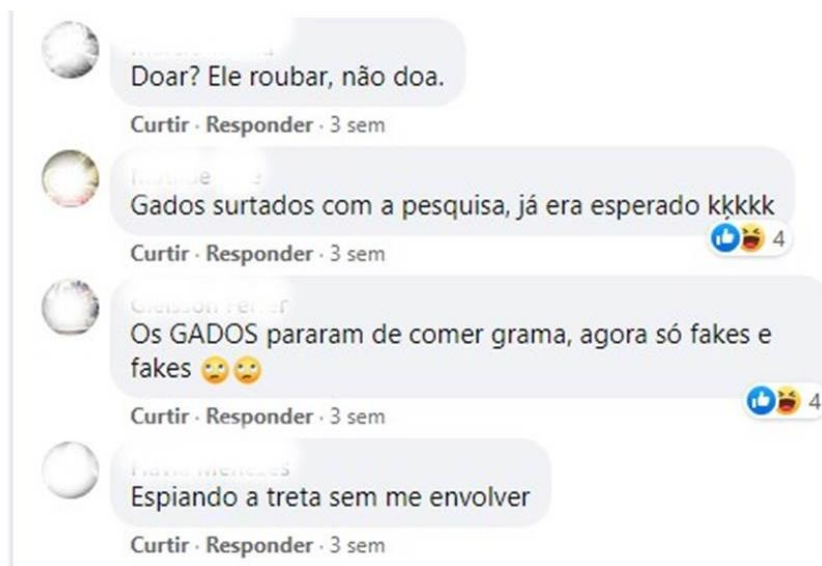 Doar? Ele roubar, não doa.
Curtir · Responder · 3 sem
Gados surtados com a pesquisa, já era esperado kkkkk
4
Curtir · Responder · 3 sem
Os GADOS pararam de comer grama, agora só fakes e
fakes 🙄🙄
4
Curtir · Responder · 3 sem
Espiando a treta sem me envolver
Curtir · Responder · 3 sem